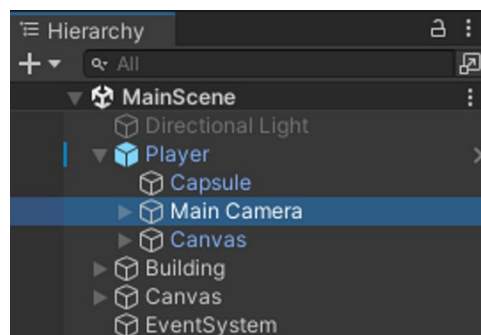 Hierarchy
All
MainScene
Directional Light
Player
Capsule
Main Camera
Canvas
Building
Canvas
EventSystem